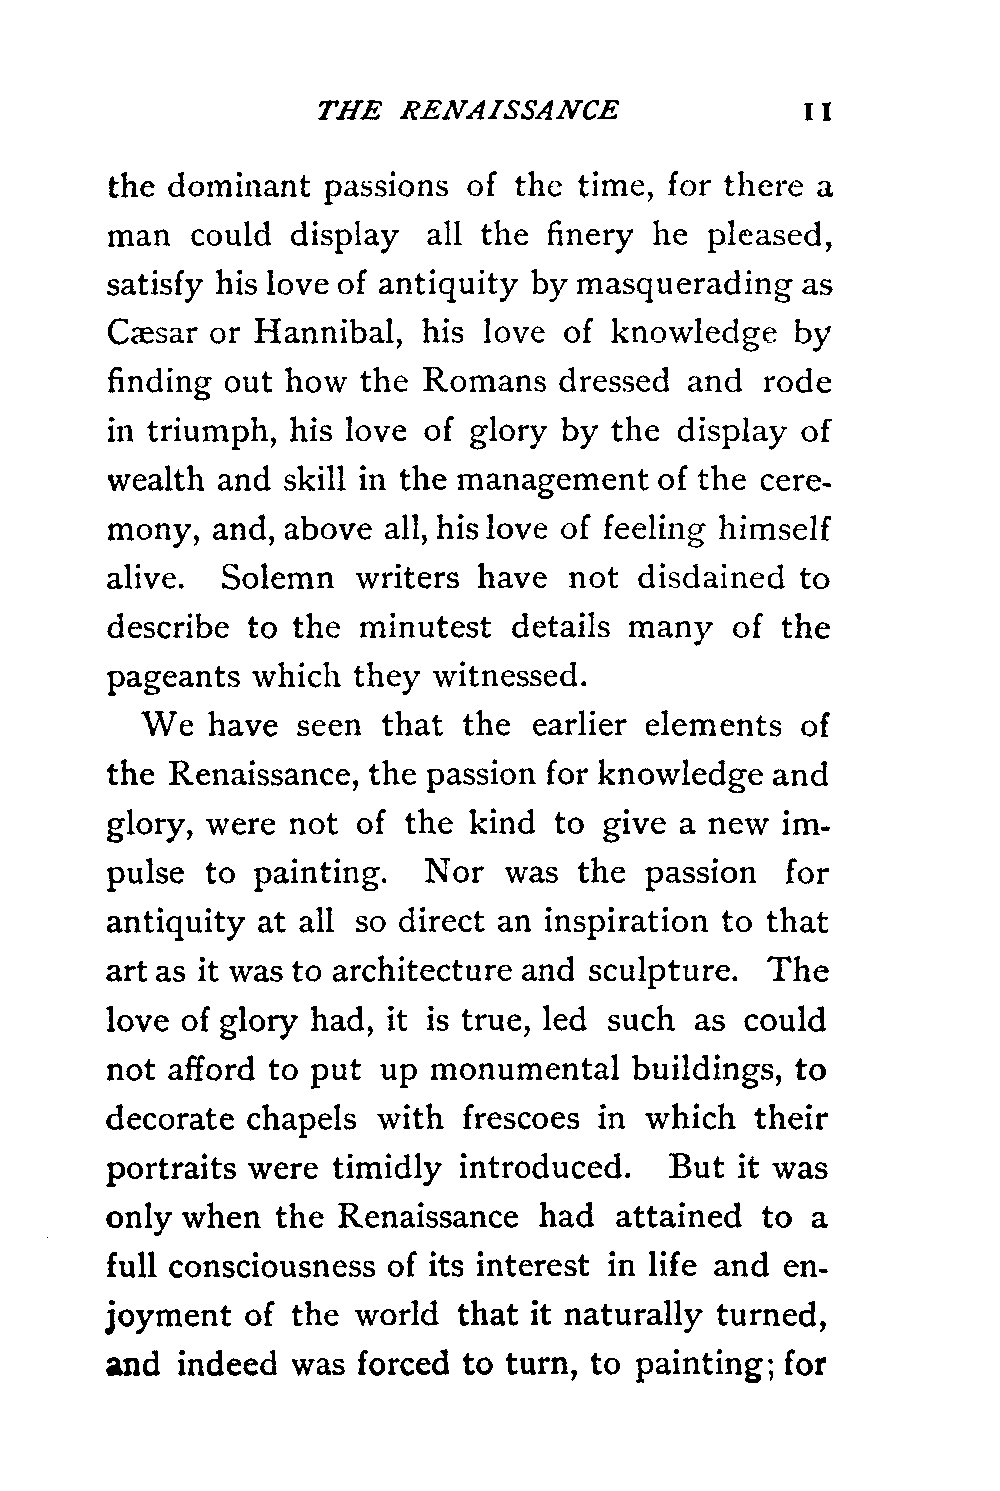 THE RENAISSANCE 11
the dominant passions of the time, for there a
man could display all the finery he pleased,
satisfy his love of antiquity by masquerading as
Cæsar or Hannibal, his love of knowledge by
finding out how the Romans dressed and rode
in triumph, his love of glory by the display of
wealth and skill in the management of the cere-
mony, and, above all, his love of feeling himself
alive. Solemn writers have not disdained to
describe to the minutest details many of the
pageants which they witnessed.
We have seen that the earlier elements of
the Renaissance, the passion for knowledge and
glory, were not of the kind to give a new im-
pulse to painting. Nor was the passion for
antiquity at all so direct an inspiration to that
art as it was to architecture and sculpture. The
love of glory had, it is true, led such as could
not afford to put up monumental buildings, to
decorate chapels with frescoes in which their
portraits were timidly introduced. But it was
only when the Renaissance had attained to a
full consciousness of its interest in life and en-
joyment of the world that it naturally turned,
and indeed was forced to turn, to painting; for